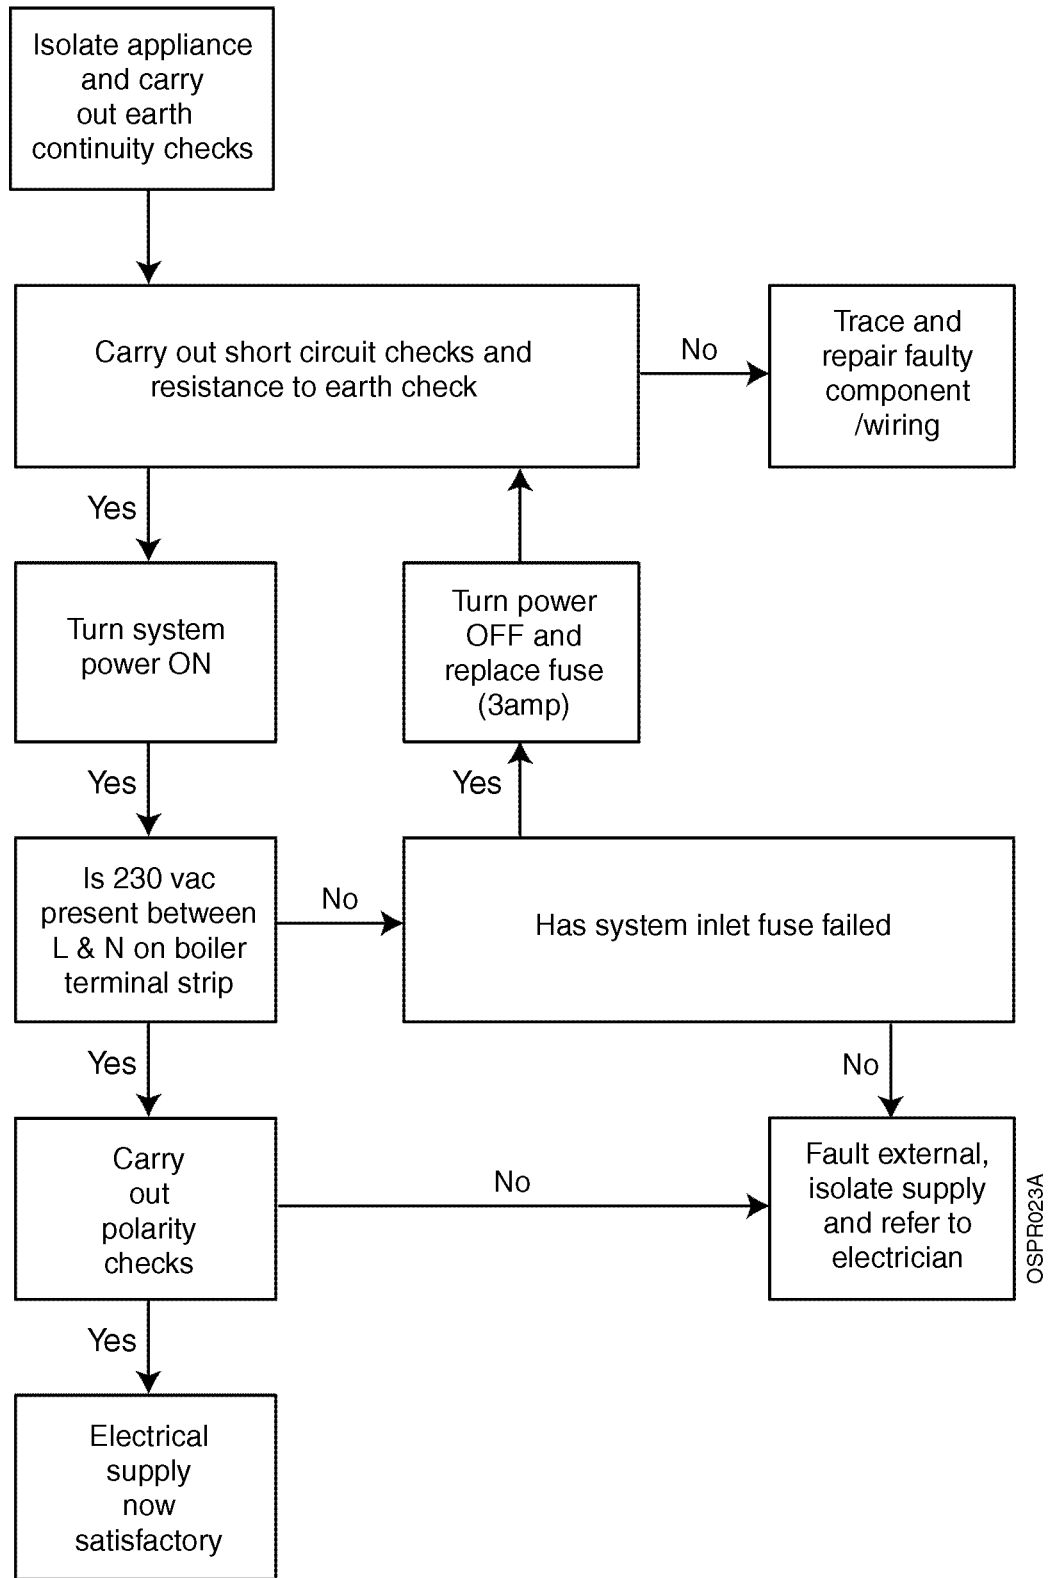 Isolate appliance
and carry
out earth
continuity checks
Carry out short circuit checks and
resistance to earth check
No
Trace and
repair faulty
component
/wiring
Yes
Turn system
power ON
Turn power
OFF and
replace fuse
(3amp)
Yes
Yes
Is 230 vac
present between
L & N on boiler
terminal strip
No
Has system inlet fuse failed
Yes
No
Carry
out
polarity
checks
No
Fault external,
isolate supply
and refer to
electrician
OSPR023A
Yes
Electrical
supply
now
satisfactory